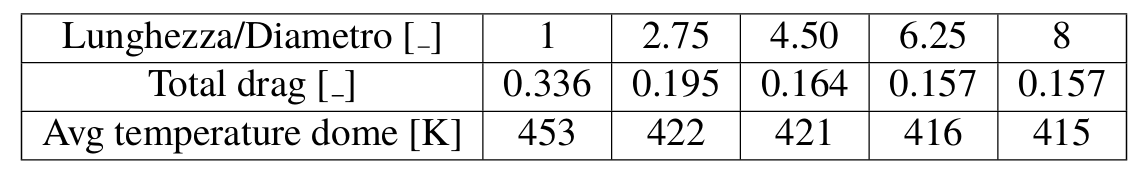 Lunghezza/Diametro [_] 1 2.75 4.50 6.25 8
Total drag [_] 0.336 0.195 0.164 0.157 0.157
Avg temperature dome [K] 453 422 421 416 415